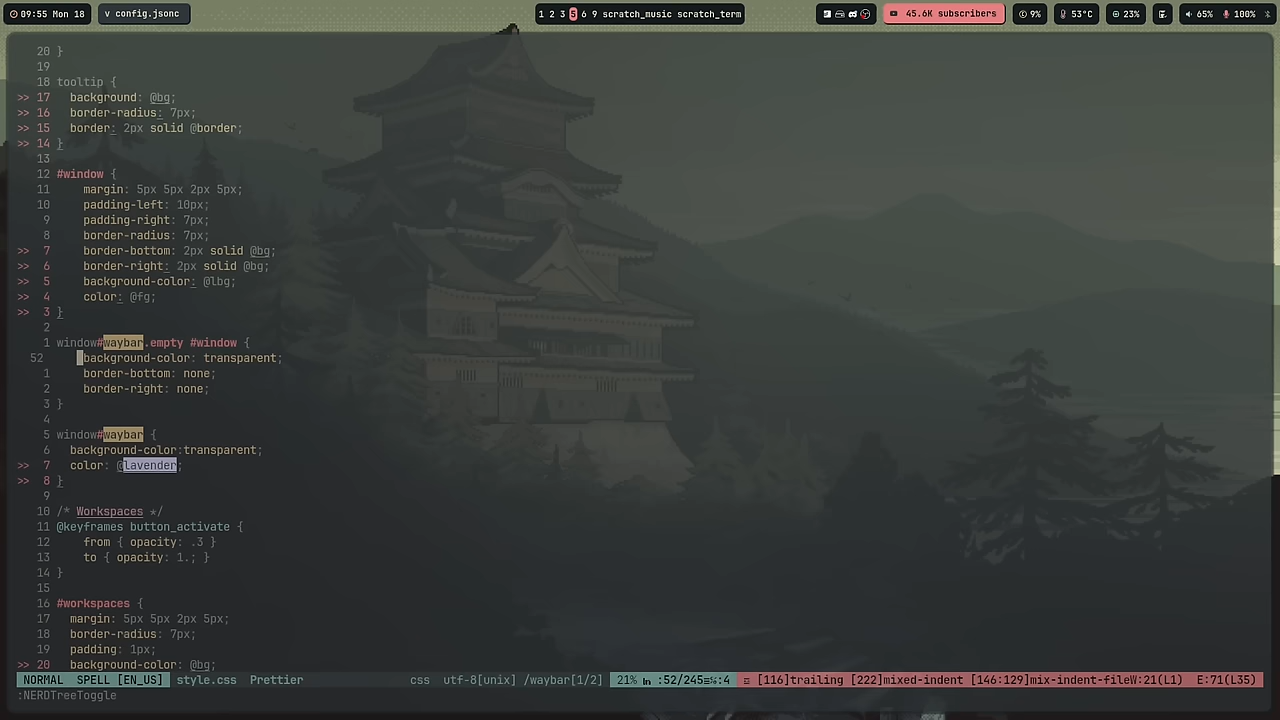 09:55 Mon 18 v config.jsonc 1 2 3 5 6 9 scratch_music scratch_term 45.6K subscribers 9% 53°C 23% 65% 100%
20 }
19
18 tooltip {
>> 17 background: @bg;
>> 16 border-radius: 7px;
>> 15 border: 2px solid @border;
>> 14 }
13
12 #window {
11 margin: 5px 5px 2px 5px;
10 padding-left: 10px;
9 padding-right: 7px;
8 border-radius: 7px;
>> 7 border-bottom: 2px solid @bg;
>> 6 border-right: 2px solid @bg;
>> 5 background-color: @lbg;
>> 4 color: @fg;
>> 3 }
2
1 window#waybar.empty #window {
52 background-color: transparent;
1 border-bottom: none;
2 border-right: none;
3 }
4
5 window#waybar {
6 background-color:transparent;
>> 7 color: @lavender;
>> 8 }
9
10 /* Workspaces */
11 @keyframes button_activate {
12 from { opacity: .3 }
13 to { opacity: 1.; }
14 }
15
16 #workspaces {
17 margin: 5px 5px 2px 5px;
18 border-radius: 7px;
19 padding: 1px;
>> 20 background-color: @bg;
NORMAL SPELL [EN_US] style.css Prettier css utf-8[unix] /waybar[1/2] 21% :52/245 :4 [116]trailing [222]mixed-indent [146:129]mix-indent-fileW:21(L1) E:71(L35)
:NERDTreeToggle